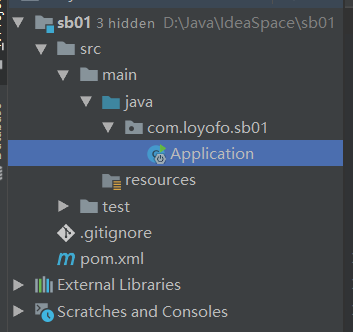 sb01 3 hidden D:\Java\IdeaSpace\sb01
src
main
java
com.loyofo.sb01
Application
resources
test
.gitignore
pom.xml
External Libraries
Scratches and Consoles